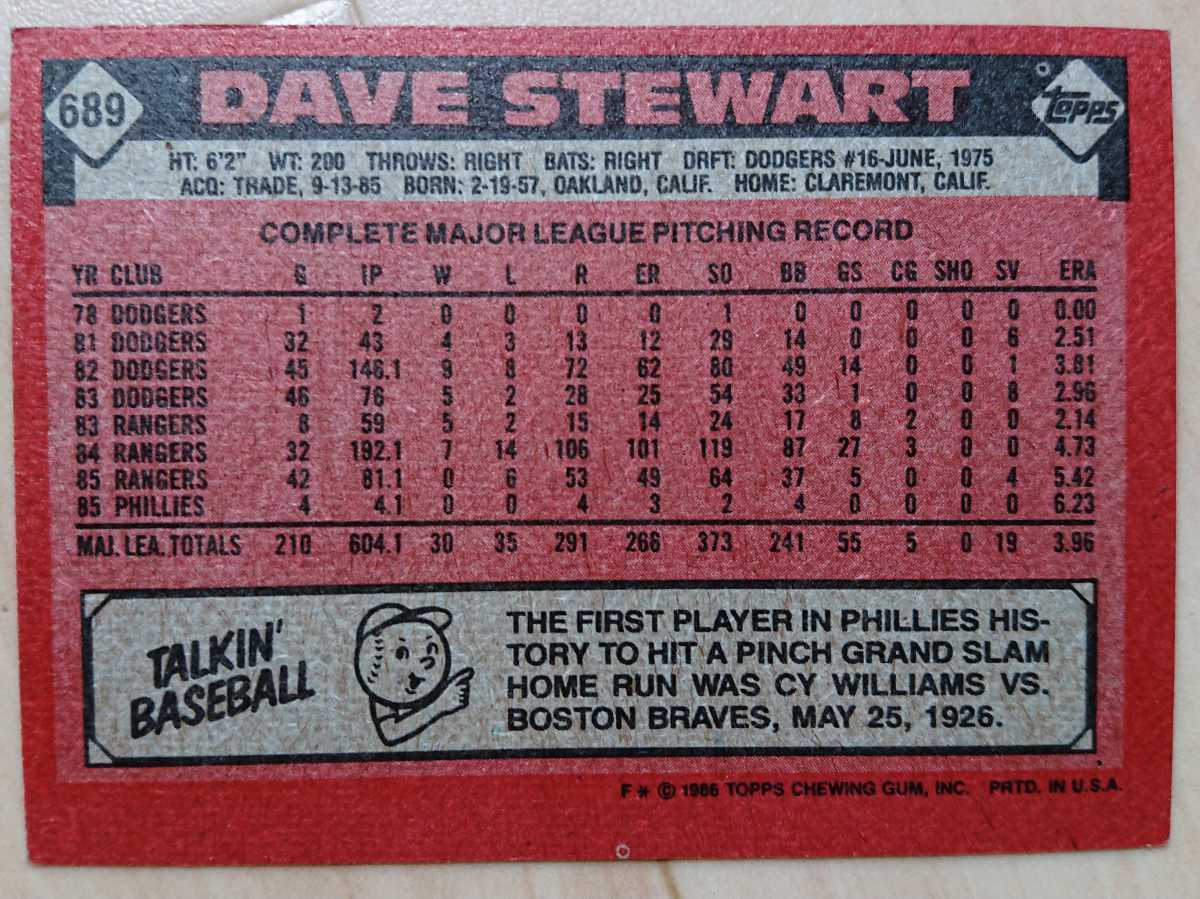 689
DAVE STEWART
Topps
HT: 6'2" WT: 200 THROWS: RIGHT BATS: RIGHT DRFT: DODGERS #16-JUNE, 1975
ACQ: TRADE, 9-13-85 BORN: 2-19-57, OAKLAND, CALIF. HOME: CLAREMONT, CALIF.
COMPLETE MAJOR LEAGUE PITCHING RECORD
YR CLUB G IP W L R ER SO BB GS CG SHO SV ERA
78 DODGERS 1 2 0 0 0 0 1 0 0 0 0 0 0.00
81 DODGERS 32 43 4 3 13 12 29 14 0 0 0 6 2.51
82 DODGERS 45 146.1 9 8 72 62 80 49 14 0 0 1 3.81
83 DODGERS 46 76 5 2 28 25 54 33 1 0 0 8 2.96
83 RANGERS 8 59 5 2 15 14 24 17 8 2 0 0 2.14
84 RANGERS 32 192.1 7 14 106 101 119 87 27 3 0 0 4.73
85 RANGERS 42 81.1 0 6 53 49 64 37 5 0 0 4 5.42
85 PHILLIES 4 4.1 0 0 4 3 2 4 0 0 0 0 6.23
MAJ. LEA. TOTALS 210 604.1 30 35 291 266 373 241 55 5 0 19 3.96
TALKIN'
BASEBALL
THE FIRST PLAYER IN PHILLIES HIS-
TORY TO HIT A PINCH GRAND SLAM
HOME RUN WAS CY WILLIAMS VS.
BOSTON BRAVES, MAY 25, 1926.
F * © 1986 TOPPS CHEWING GUM, INC. PRTD. IN U.S.A.